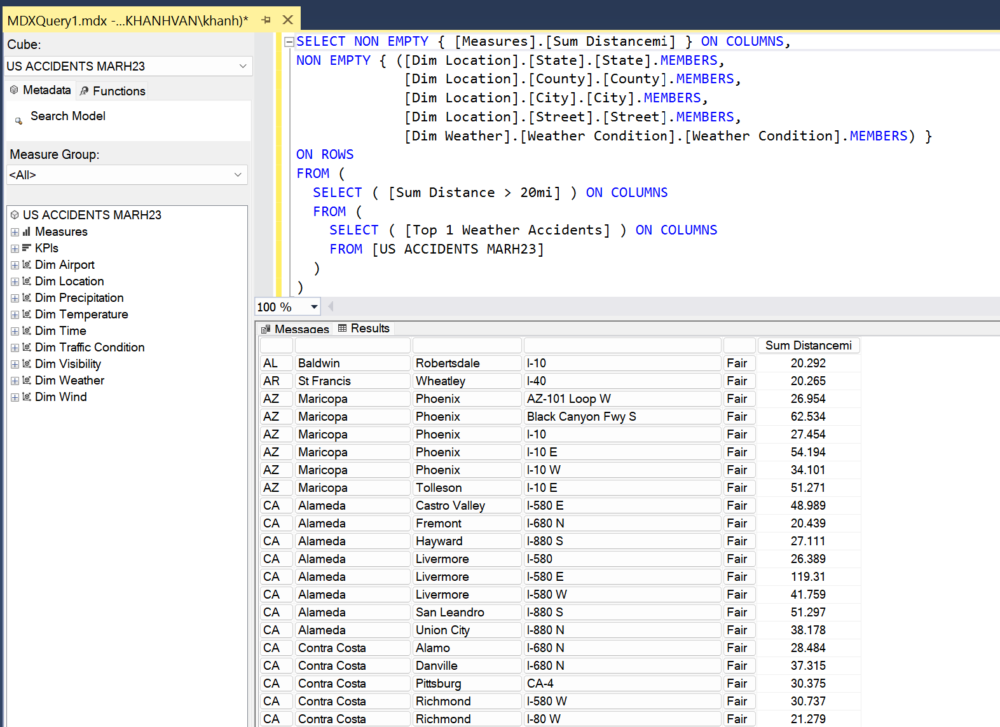 MDXQuery1.mdx -...KHANHVAN\khanh)*
Cube:
US ACCIDENTS MARH23
Metadata
Functions
Search Model
Measure Group:
<All>
US ACCIDENTS MARH23
Measures
KPIs
Dim Airport
Dim Location
Dim Precipitation
Dim Temperature
Dim Time
Dim Traffic Condition
Dim Visibility
Dim Weather
Dim Wind
SELECT NON EMPTY { [Measures].[Sum Distancemi] } ON COLUMNS,
NON EMPTY { ([Dim Location].[State].[State].MEMBERS,
[Dim Location].[County].[County].MEMBERS,
[Dim Location].[City].[City].MEMBERS,
[Dim Location].[Street].[Street].MEMBERS,
[Dim Weather].[Weather Condition].[Weather Condition].MEMBERS) }
ON ROWS
FROM (
SELECT ( [Sum Distance > 20mi] ) ON COLUMNS
FROM (
SELECT ( [Top 1 Weather Accidents] ) ON COLUMNS
FROM [US ACCIDENTS MARH23]
)
)
100 %
Messages
Results
Sum Distancemi
AL Baldwin Robertsdale I-10 Fair 20.292
AR St Francis Wheatley I-40 Fair 20.265
AZ Maricopa Phoenix AZ-101 Loop W Fair 26.954
AZ Maricopa Phoenix Black Canyon Fwy S Fair 62.534
AZ Maricopa Phoenix I-10 Fair 27.454
AZ Maricopa Phoenix I-10 E Fair 54.194
AZ Maricopa Phoenix I-10 W Fair 34.101
AZ Maricopa Tolleson I-10 E Fair 51.271
CA Alameda Castro Valley I-580 E Fair 48.989
CA Alameda Fremont I-680 N Fair 20.439
CA Alameda Hayward I-880 S Fair 27.111
CA Alameda Livermore I-580 Fair 26.389
CA Alameda Livermore I-580 E Fair 119.31
CA Alameda Livermore I-580 W Fair 41.759
CA Alameda San Leandro I-880 S Fair 51.297
CA Alameda Union City I-880 N Fair 38.178
CA Contra Costa Alamo I-680 N Fair 28.484
CA Contra Costa Danville I-680 N Fair 37.315
CA Contra Costa Pittsburg CA-4 Fair 30.375
CA Contra Costa Richmond I-580 W Fair 30.737
CA Contra Costa Richmond I-80 W Fair 21.279